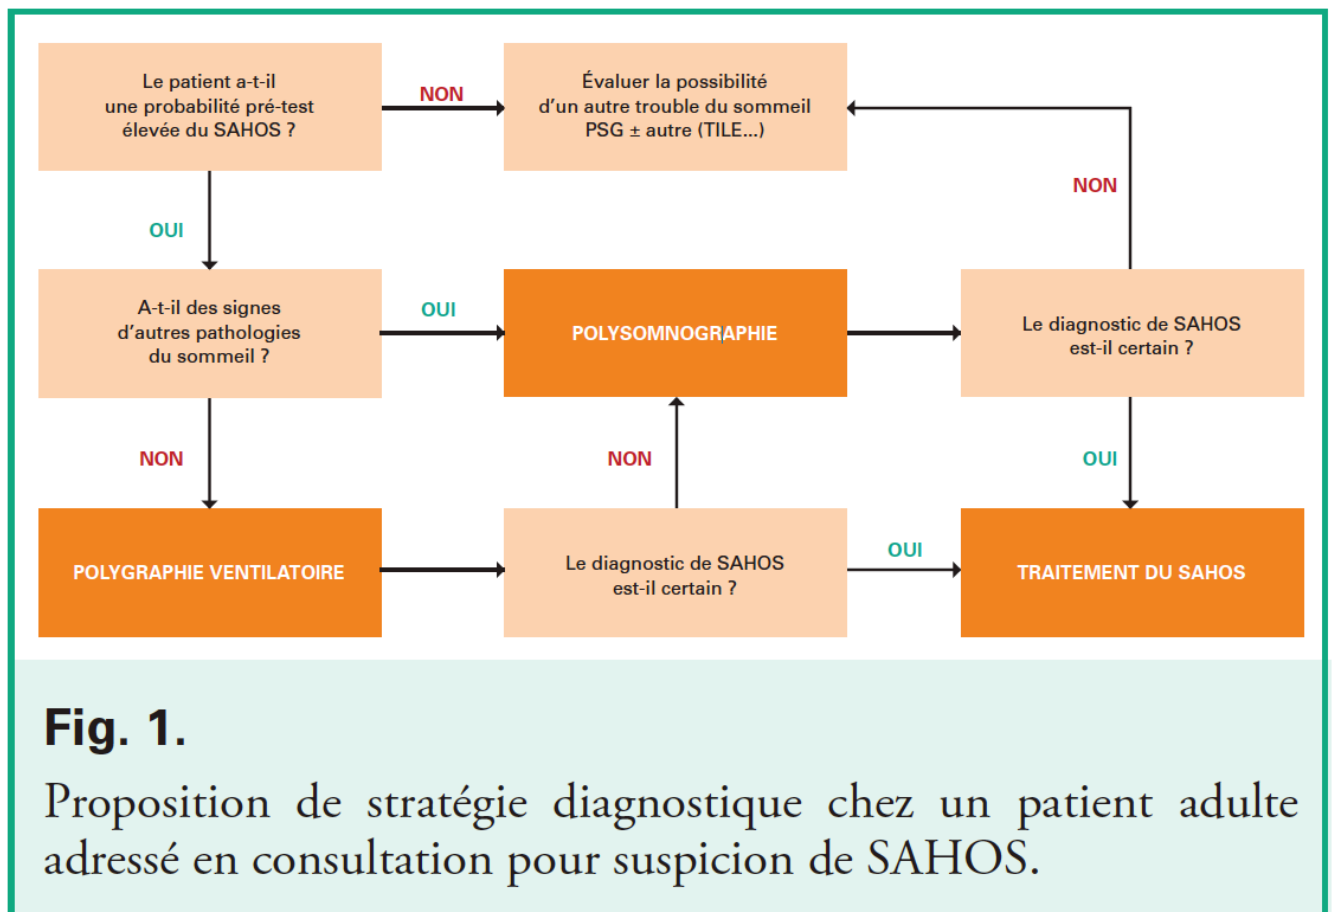 Le patient a-t-il
une probabilité pré-test
élevée du SAHOS ?
NON
Évaluer la possibilité
d'un autre trouble du sommeil
PSG ± autre (TILE...)
NON
OUI
A-t-il des signes
d'autres pathologies
du sommeil ?
OUI
POLYSOMNOGRAPHIE
Le diagnostic de SAHOS
est-il certain ?
NON
NON
OUI
POLYGRAPHIE VENTILATOIRE
Le diagnostic de SAHOS
est-il certain ?
OUI
TRAITEMENT DU SAHOS
Fig. 1.
Proposition de stratégie diagnostique chez un patient adulte
adressé en consultation pour suspicion de SAHOS.